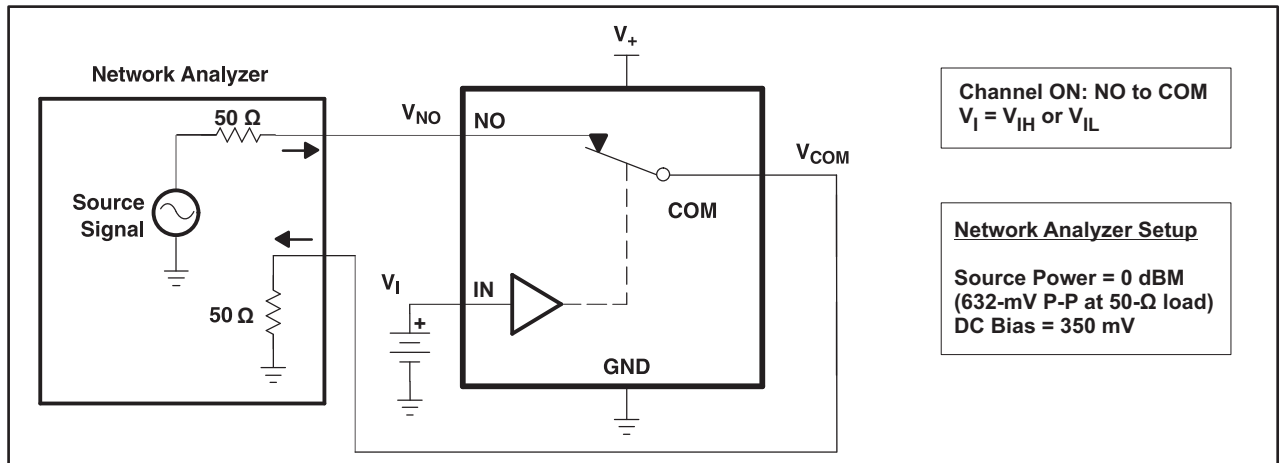 V+
Network Analyzer
50 Ω
VNO
NO
Channel ON: NO to COM
VI = VIH or VIL
VCOM
Source
Signal
COM
Network Analyzer Setup
Source Power = 0 dBM
(632-mV P-P at 50-Ω load)
DC Bias = 350 mV
VI
IN
50 Ω
+
GND